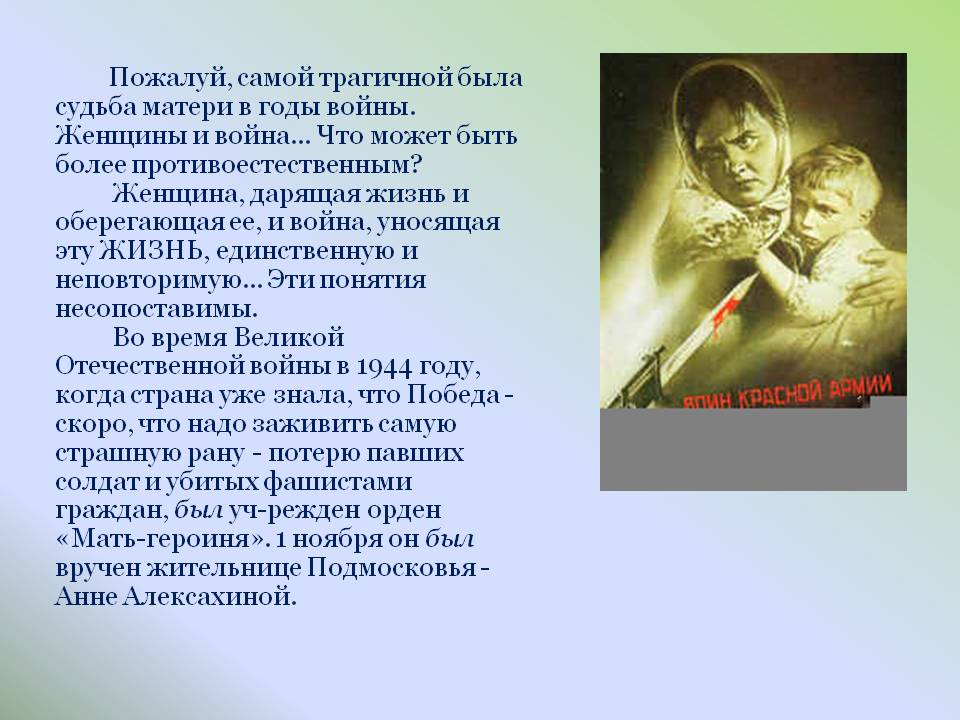 Пожалуй, самой трагичной была
судьба матери в годы войны.
Женщины и война... Что может быть
более противоестественным?
Женщина, дарящая жизнь и
оберегающая ее, и война, уносящая
эту ЖИЗНЬ, единственную и
неповторимую... Эти понятия
несопоставимы.
Во время Великой
Отечественной войны в 1944 году,
когда страна уже знала, что Победа -
скоро, что надо заживить самую
страшную рану - потерю павших
солдат и убитых фашистами
граждан, был уч-режден орден
«Мать-героиня». 1 ноября он был
вручен жительнице Подмосковья -
Анне Алексахиной.
ВОИН КРАСНОЙ АРМИИ